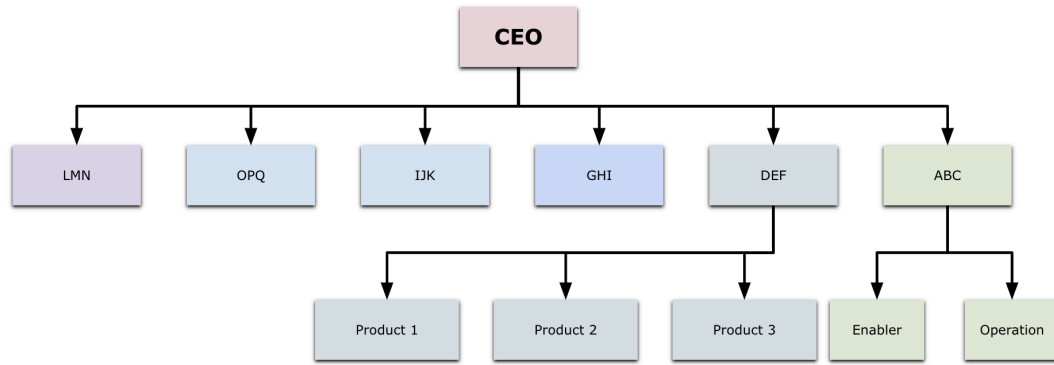 CEO
LMN
OPQ
IJK
GHI
DEF
ABC
Product 1
Product 2
Product 3
Enabler
Operation